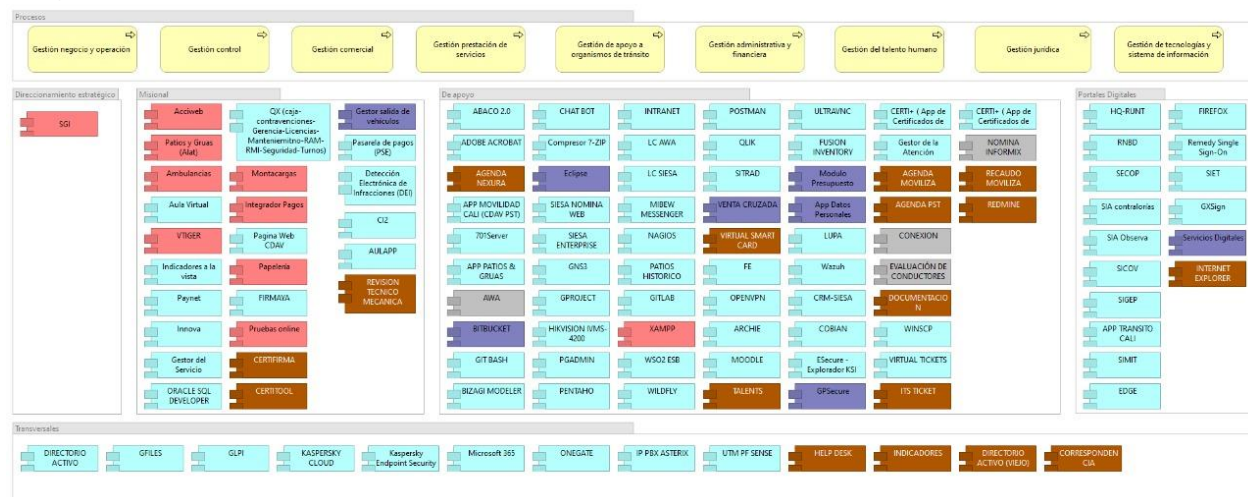 Procesos
Gestión negocio y operación
Gestión control
Gestión comercial
Gestión prestación de
servicios
Gestión de apoyo a
organismos de tránsito
Gestión administrativa y
financiera
Gestión del talento humano
Gestión jurídica
Gestión de tecnologías y
sistema de información
Direccionamiento estratégico
SGI
Misional
Acciweb
Patios y Gruas
(Alat)
Ambulancias
Aula Virtual
VTIGER
Indicadores a la
vista
Paynet
Innova
Gestor del
Servicio
ORACLE SQL
DEVELOPER
QX (caja-
contravenciones-
Gerencia-Licencias-
Manteniemitno-RAM-
RMI-Seguridad-Turnos)
Montacargas
Integrador Pagos
Pagina Web
CDAV
Papelería
FIRMAYA
Pruebas online
CERTIFIRMA
CERTITOOL
Gestor salida de
vehículos
Pasarela de pagos
(PSE)
Detección
Electrónica de
Infracciones (DEI)
CI2
AULAPP
REVISION
TECNICO
MECANICA
De apoyo
ABACO 2.0
ADOBE ACROBAT
AGENDA
NEXURA
APP MOVILIDAD
CALI (CDAV PST)
701Server
APP PATIOS &
GRUAS
AWA
BITBUCKET
GIT BASH
BIZAGI MODELER
CHAT BOT
Compresor 7-ZIP
Eclipse
SIESA NOMINA
WEB
SIESA
ENTERPRISE
GNS3
GPROJECT
HIKVISION IVMS-
4200
PGADMIN
PENTAHO
INTRANET
LC AWA
LC SIESA
MIBEW
MESSENGER
NAGIOS
PATIOS
HISTORICO
GITLAB
XAMPP
WSO2 ESB
WILDFLY
POSTMAN
QLIK
SITRAD
VENTA CRUZADA
VIRTUAL SMART
CARD
FE
OPENVPN
ARCHIE
MOODLE
TALENTS
ULTRAVNC
FUSION
INVENTORY
Modulo
Presupuesto
App Datos
Personales
LUPA
Wazuh
CRM-SIESA
COBIAN
ESecure -
Explorador KSI
GPSecure
CERTI+ ( App de
Certificados de
Gestor de la
Atención
AGENDA
MOVILIZA
AGENDA PST
CONEXION
EVALUACIÓN DE
CONDUCTORES
DOCUMENTACIO
N
WINSCP
VIRTUAL TICKETS
ITS TICKET
CERTI+ ( App de
Certificados de
NOMINA
INFORMIX
RECAUDO
MOVILIZA
REDMINE
Portales Digitales
HQ-RUNT
RNBD
SECOP
SIA contralorías
SIA Observa
SICOV
SIGEP
APP TRANSITO
CALI
SIMIT
EDGE
FIREFOX
Remedy Single
Sign-On
SIET
GXSign
Servicios Digitales
INTERNET
EXPLORER
Transversales
DIRECTORIO
ACTIVO
GFILES
GLPI
KASPERSKY
CLOUD
Kaspersky
Endpoint Security
Microsoft 365
ONEGATE
IP PBX ASTERIX
UTM PF SENSE
HELP DESK
INDICADORES
DIRECTORIO
ACTIVO (VIEJO)
CORRESPONDEN
CIA